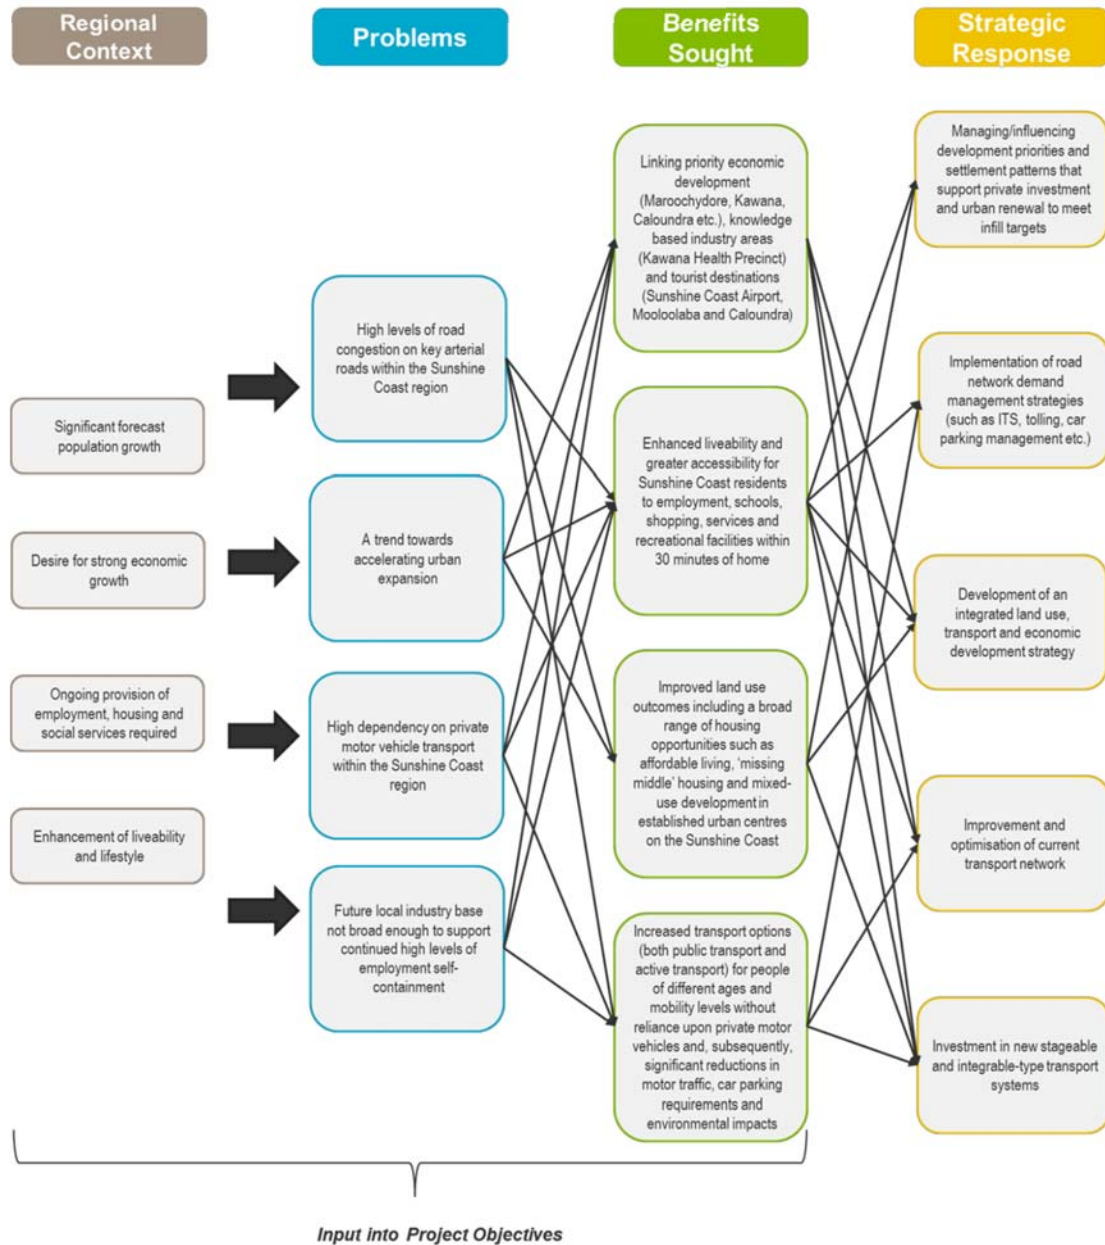 Regional
Context
Problems
Benefits
Sought
Strategic
Response
Significant forecast
population growth
Desire for strong economic
growth
Ongoing provision of
employment, housing and
social services required
Enhancement of liveability
and lifestyle
High levels of road
congestion on key arterial
roads within the Sunshine
Coast region
A trend towards
accelerating urban
expansion
High dependency on private
motor vehicle transport
within the Sunshine Coast
region
Future local industry base
not broad enough to support
continued high levels of
employment self-
containment
Linking priority economic
development
(Maroochydore, Kawana,
Caloundra etc.), knowledge
based industry areas
(Kawana Health Precinct)
and tourist destinations
(Sunshine Coast Airport,
Mooloolaba and Caloundra)
Enhanced liveability and
greater accessibility for
Sunshine Coast residents
to employment, schools,
shopping, services and
recreational facilities within
30 minutes of home
Improved land use
outcomes including a broad
range of housing
opportunities such as
affordable living, ‘missing
middle’ housing and mixed-
use development in
established urban centres
on the Sunshine Coast
Increased transport options
(both public transport and
active transport) for people
of different ages and
mobility levels without
reliance upon private motor
vehicles and, subsequently,
significant reductions in
motor traffic, car parking
requirements and
environmental impacts
Managing/influencing
development priorities and
settlement patterns that
support private investment
and urban renewal to meet
infill targets
Implementation of road
network demand
management strategies
(such as ITS, tolling, car
parking management etc.)
Development of an
integrated land use,
transport and economic
development strategy
Improvement and
optimisation of current
transport network
Investment in new stageable
and integrable-type transport
systems
Input into Project Objectives